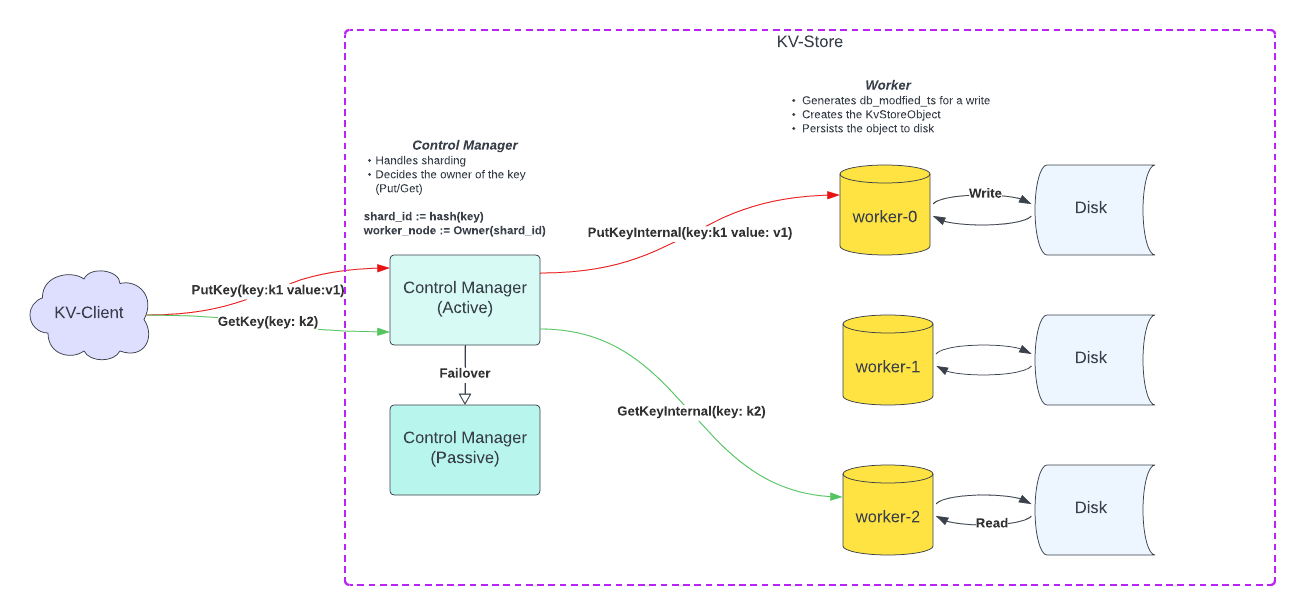 KV-Store
Worker
• Generates db_modfied_ts for a write
• Creates the KvStoreObject
• Persists the object to disk
Control Manager
• Handles sharding
• Decides the owner of the key
(Put/Get)
shard_id := hash(key)
worker_node := Owner(shard_id)
KV-Client
PutKey(key:k1 value:v1)
GetKey(key: k2)
Control Manager
(Active)
Failover
Control Manager
(Passive)
PutKeyInternal(key:k1 value: v1)
GetKeyInternal(key: k2)
worker-0
Write
Disk
worker-1
Disk
worker-2
Read
Disk